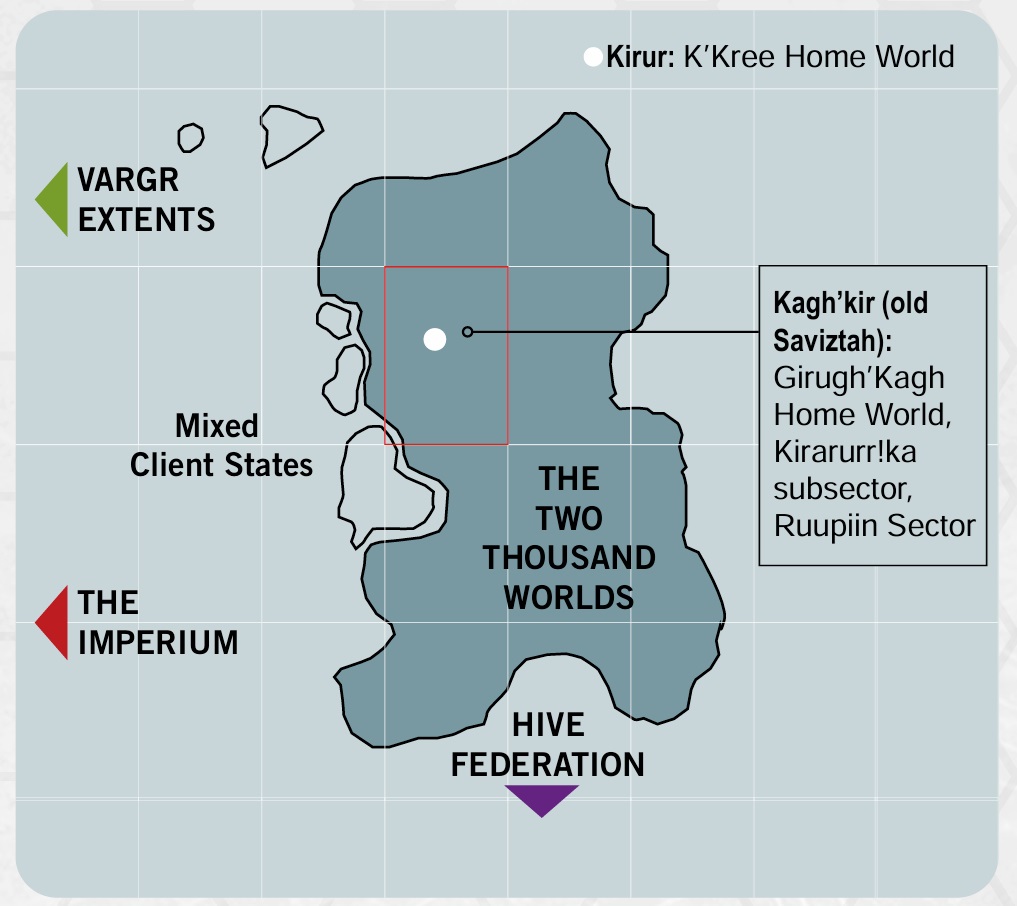 Kirur: K’Kree Home World
VARGR
EXTENTS
Kagh’kir (old
Saviztah):
Girugh’Kagh
Home World,
Kirarurr!ka
subsector,
Ruupiin Sector
Mixed
Client States
THE
TWO
THOUSAND
WORLDS
THE
IMPERIUM
HIVE
FEDERATION